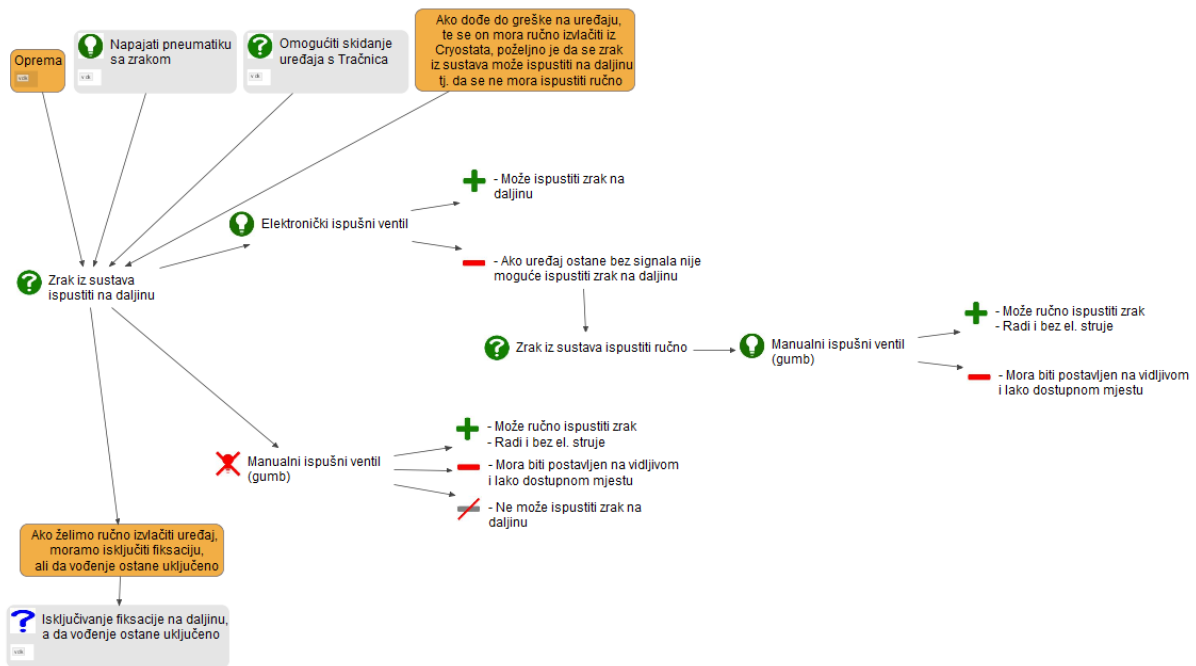 Oprema
Napajati pneumatiku
sa zrakom
Omogućiti skidanje
uređaja s Tračnica
Ako dođe do greške na uređaju,
te se on mora ručno izvlačiti iz
Cryostata, poželjno je da se zrak
iz sustava može ispustiti na daljinu
tj. da se ne mora ispustiti ručno
- Može ispustiti zrak na
daljinu
Elektronički ispušni ventil
- Ako uređaj ostane bez signala nije
moguće ispustiti zrak na daljinu
Zrak iz sustava
ispustiti na daljinu
Zrak iz sustava ispustiti ručno
Manualni ispušni ventil
(gumb)
- Može ručno ispustiti zrak
- Radi i bez el. struje
- Mora biti postavljen na vidljivom
i lako dostupnom mjestu
Manualni ispušni ventil
(gumb)
- Može ručno ispustiti zrak
- Radi i bez el. struje
- Mora biti postavljen na vidljivom
i lako dostupnom mjestu
- Ne može ispustiti zrak na
daljinu
Ako želimo ručno izvlačiti uređaj,
moramo isključiti fiksaciju,
ali da vođenje ostane uključeno
Isključivanje fiksacije na daljinu,
a da vođenje ostane uključeno